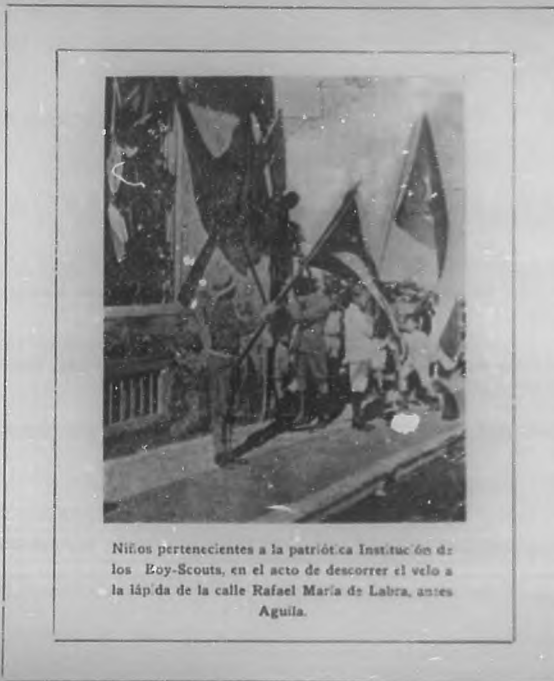 Niños pertenecientes a la patriótica Institución de
los Boy-Scouts, en el acto de descorrer el velo a
la lápida de la calle Rafael María de Labra, antes
Aguila.